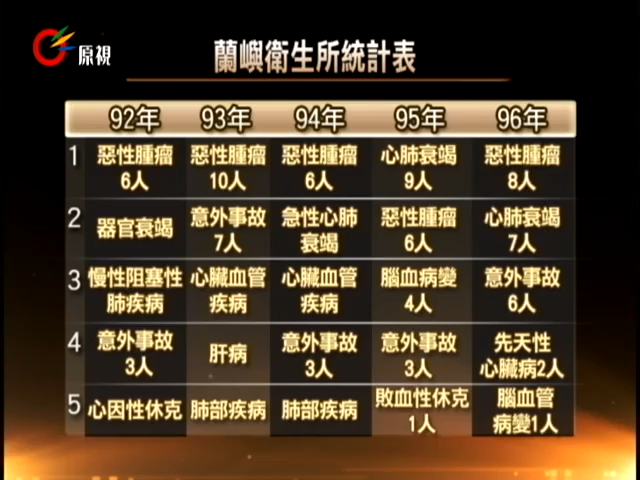 原視
蘭嶼衛生所統計表
92年 93年 94年 95年 96年
1 惡性腫瘤 惡性腫瘤 惡性腫瘤 心肺衰竭 惡性腫瘤
6人 10人 6人 9人 8人
2 器官衰竭 意外事故 急性心肺 惡性腫瘤 心肺衰竭
7人 衰竭 6人 7人
3 慢性阻塞性 心臟血管 心臟血管 腦血病變 意外事故
肺疾病 疾病 疾病 4人 6人
4 意外事故 肝病 意外事故 意外事故 先天性
3人 3人 3人 心臟病2人
5 心因性休克 肺部疾病 肺部疾病 敗血性休克 腦血管
1人 病變1人